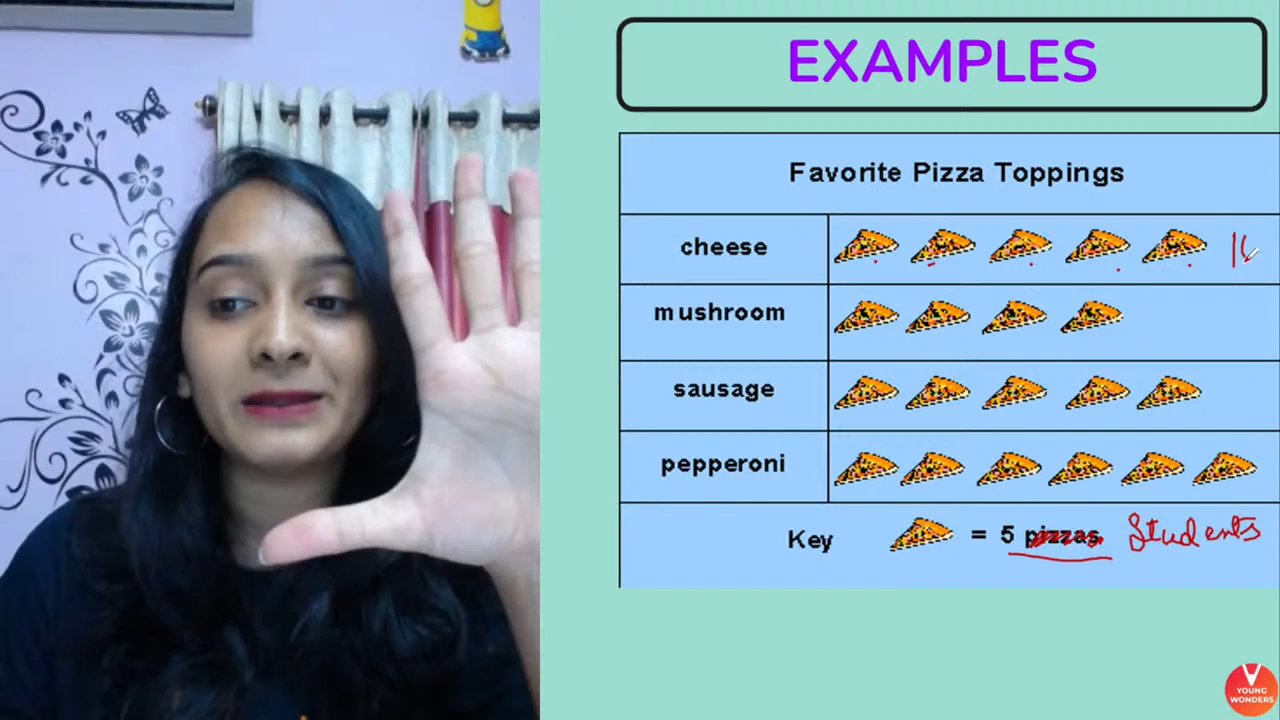 EXAMPLES
Favorite Pizza Toppings
cheese
mushroom
sausage
pepperoni
Key = 5 pizzas Students
YOUNG
WONDERS